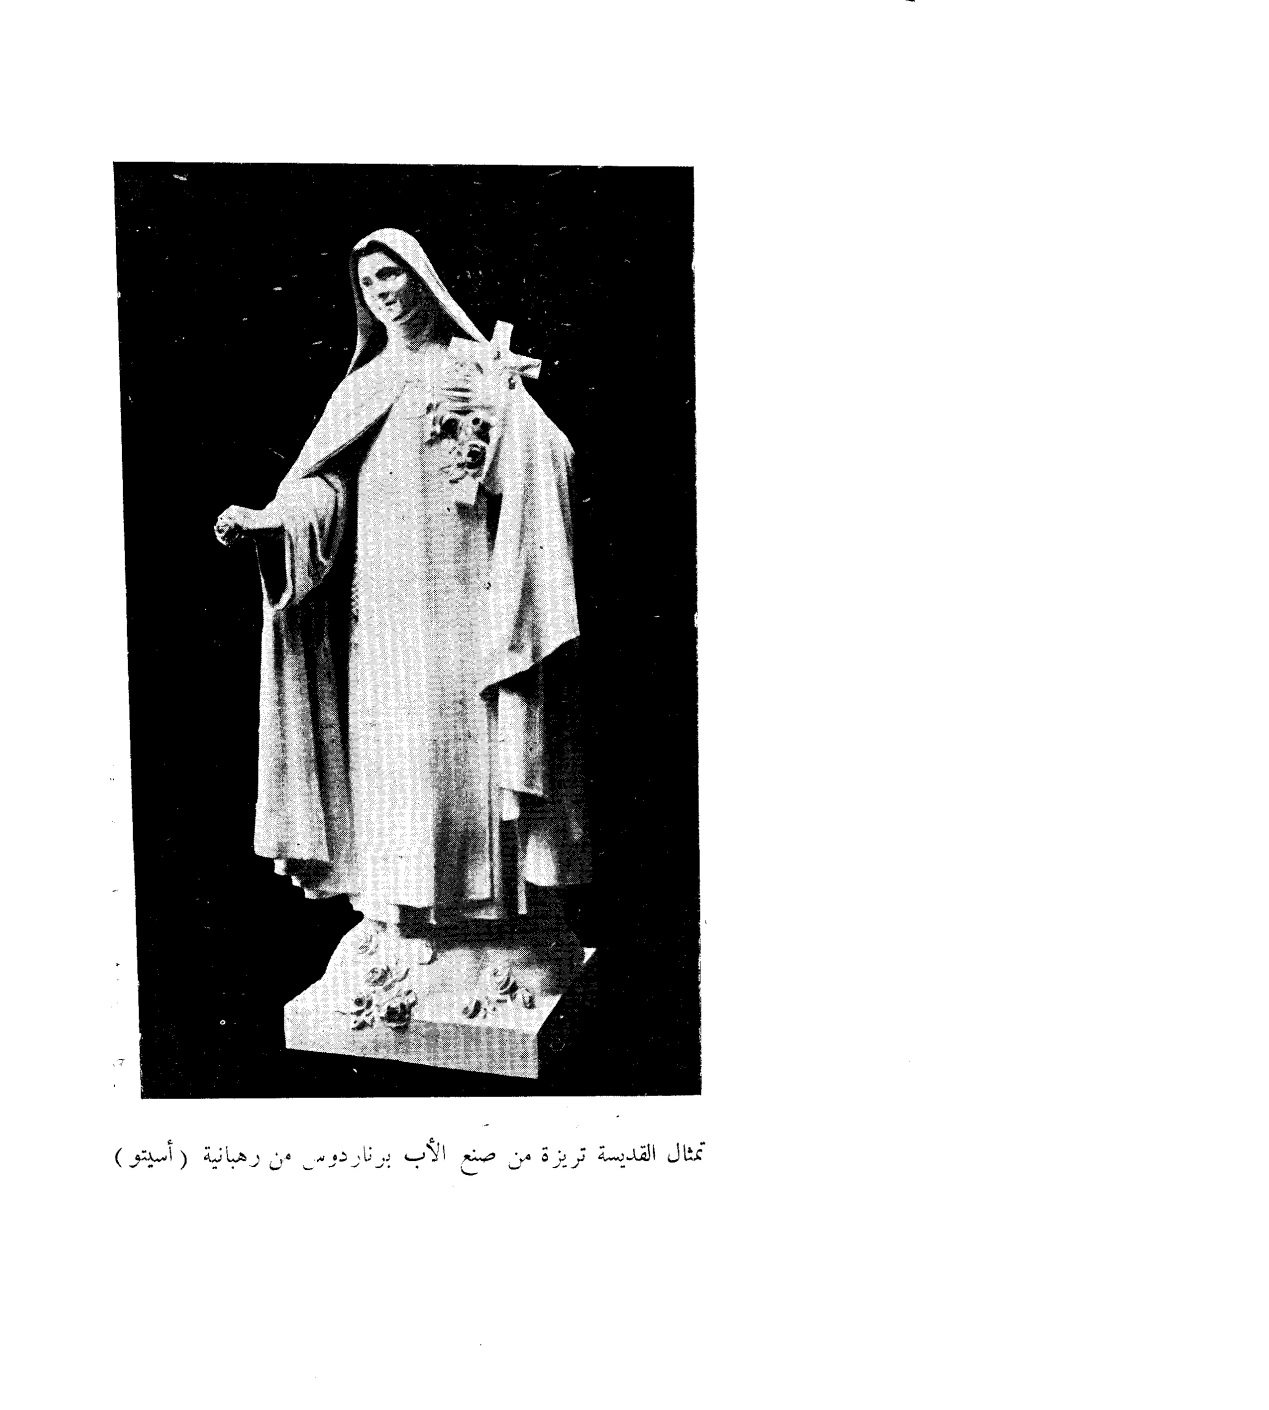 تمثال القديسة تريزة من صنع الأب برناردوس من رهبانية (أسيتو)